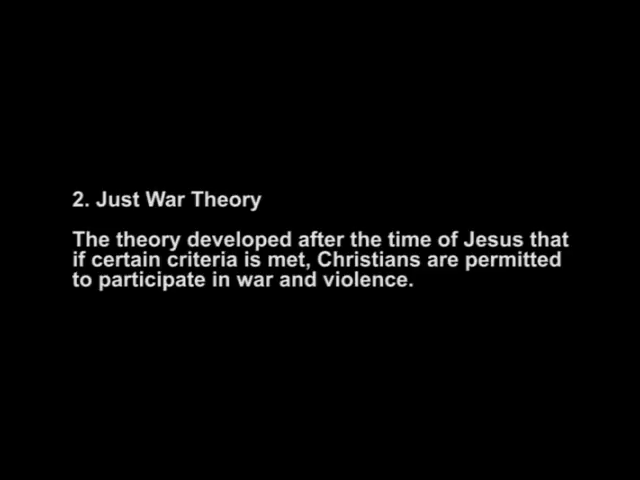 2. Just War Theory
The theory developed after the time of Jesus that
if certain criteria is met, Christians are permitted
to participate in war and violence.